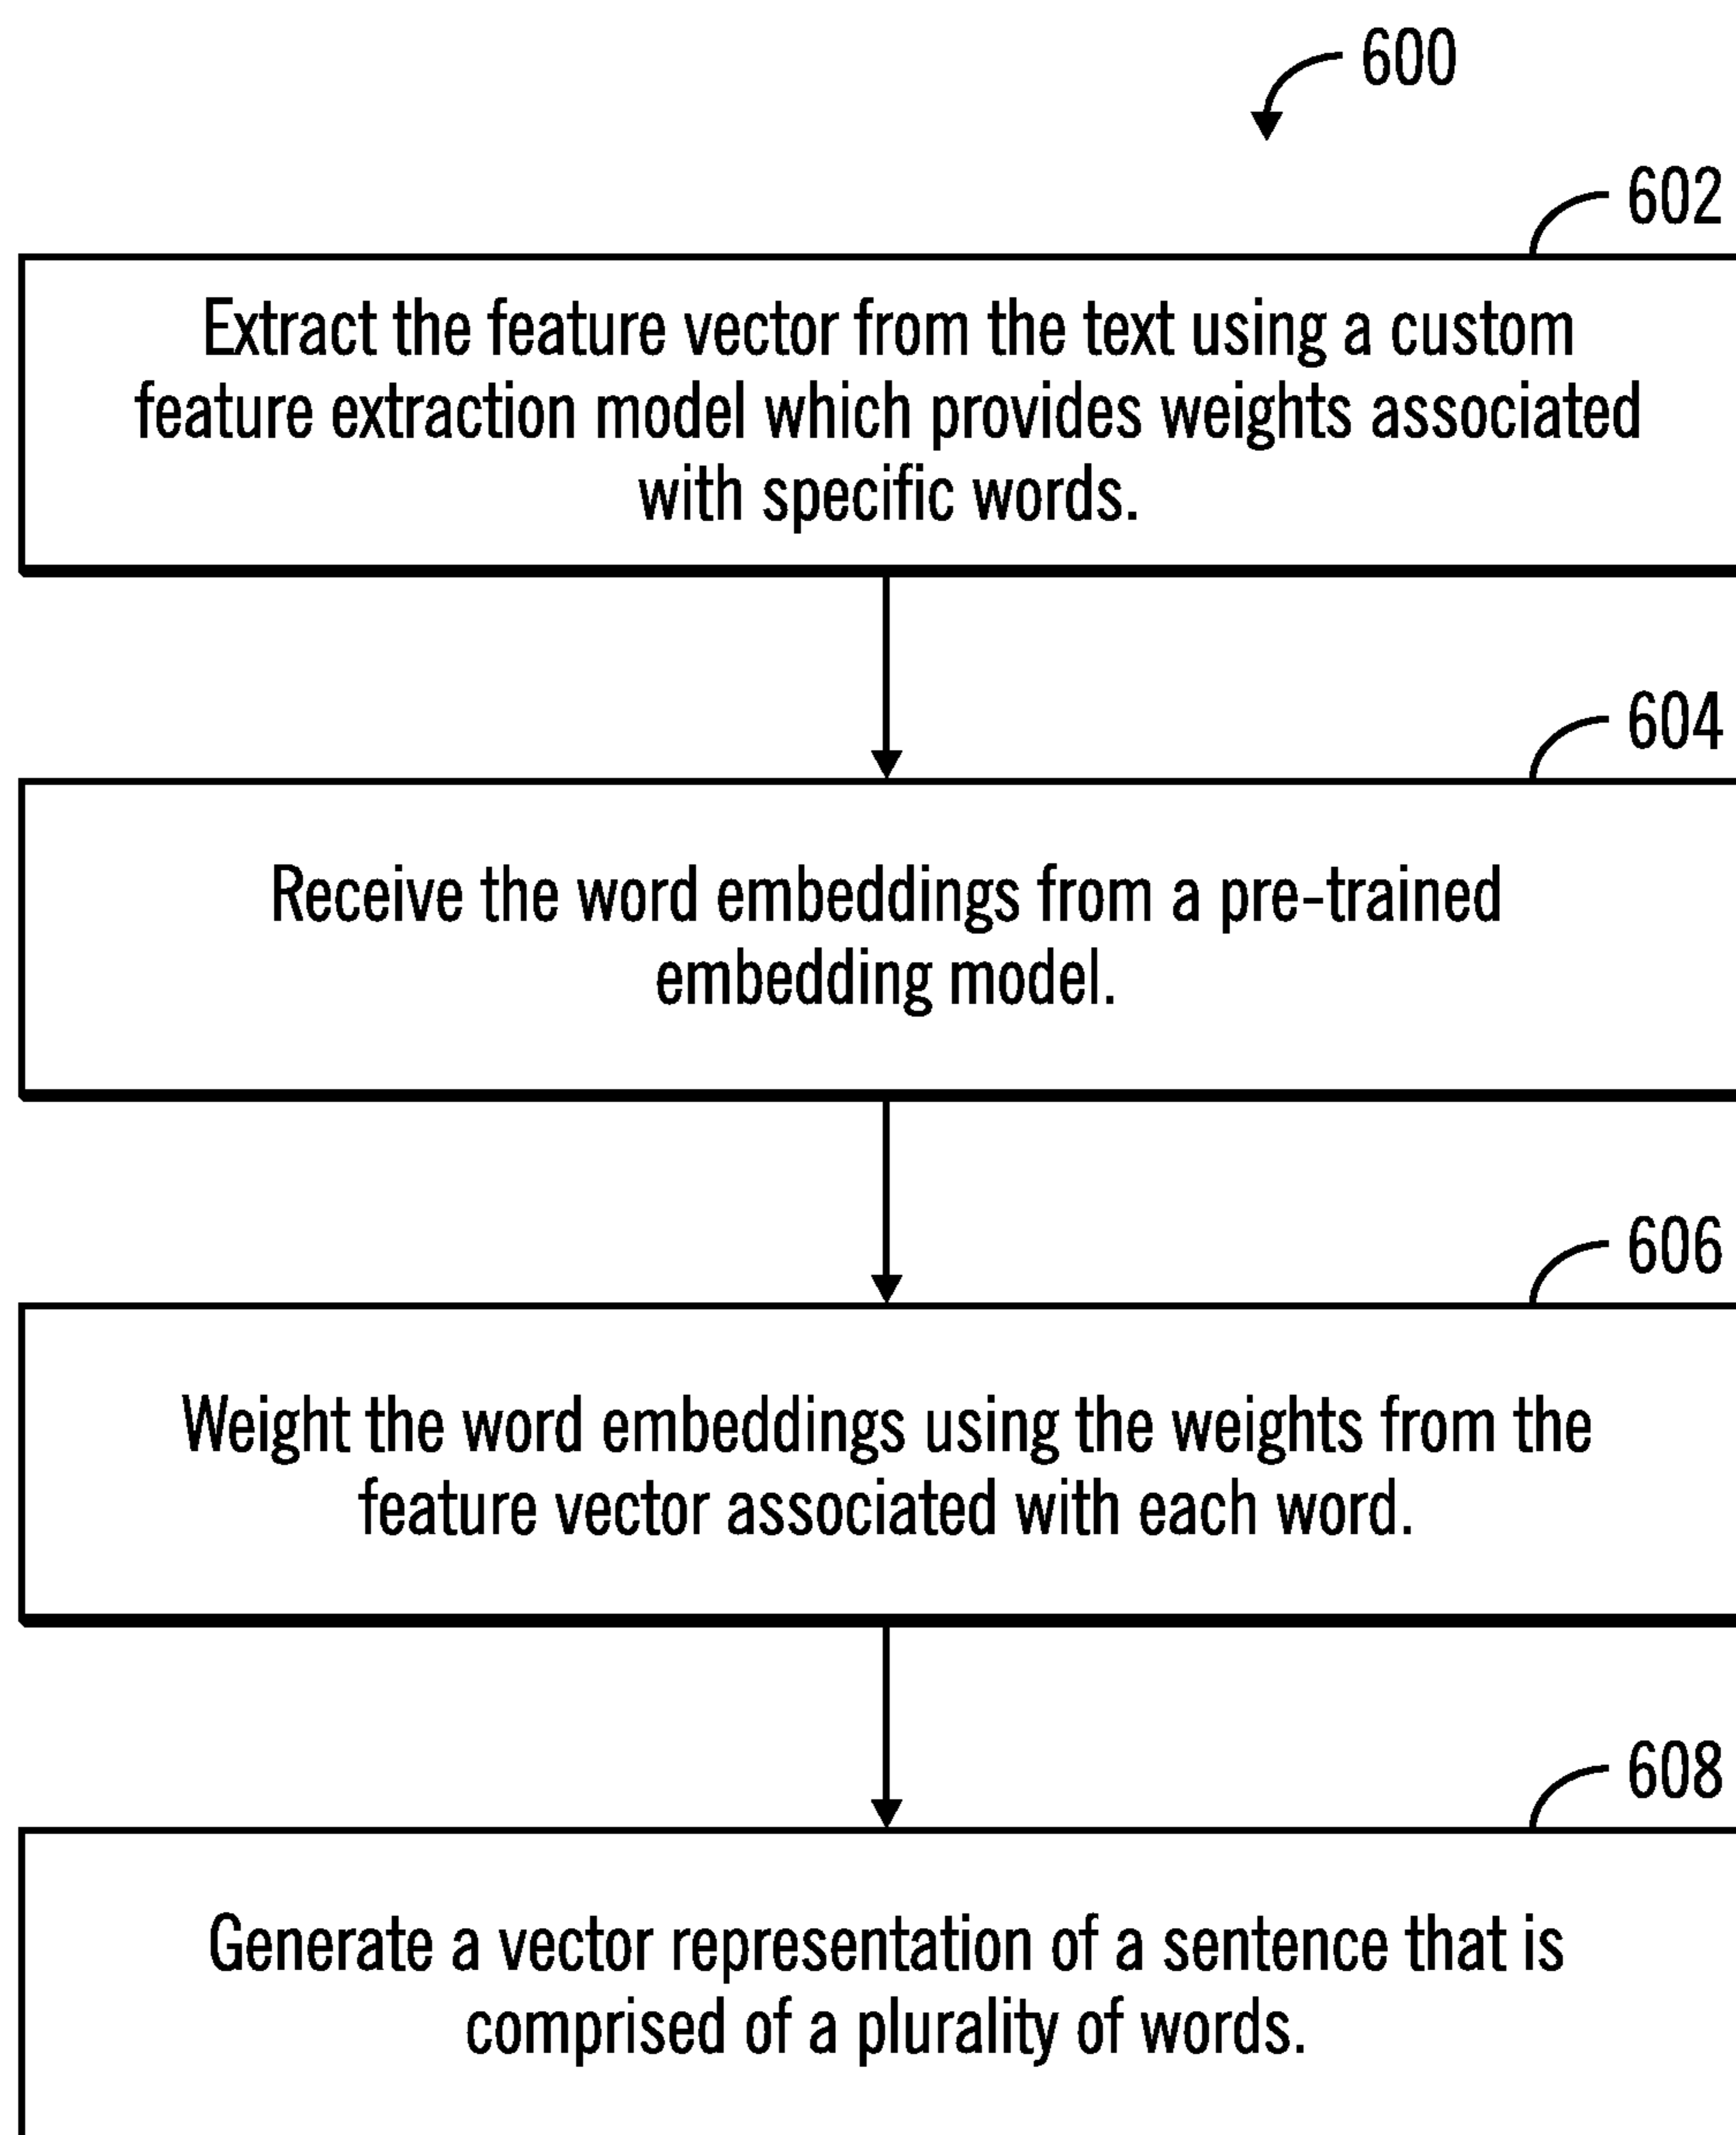 600
602
Extract the feature vector from the text using a custom
feature extraction model which provides weights associated
with specific words.
604
Receive the word embeddings from a pre-trained
embedding model.
606
Weight the word embeddings using the weights from the
feature vector associated with each word.
608
Generate a vector representation of a sentence that is
comprised of a plurality of words.